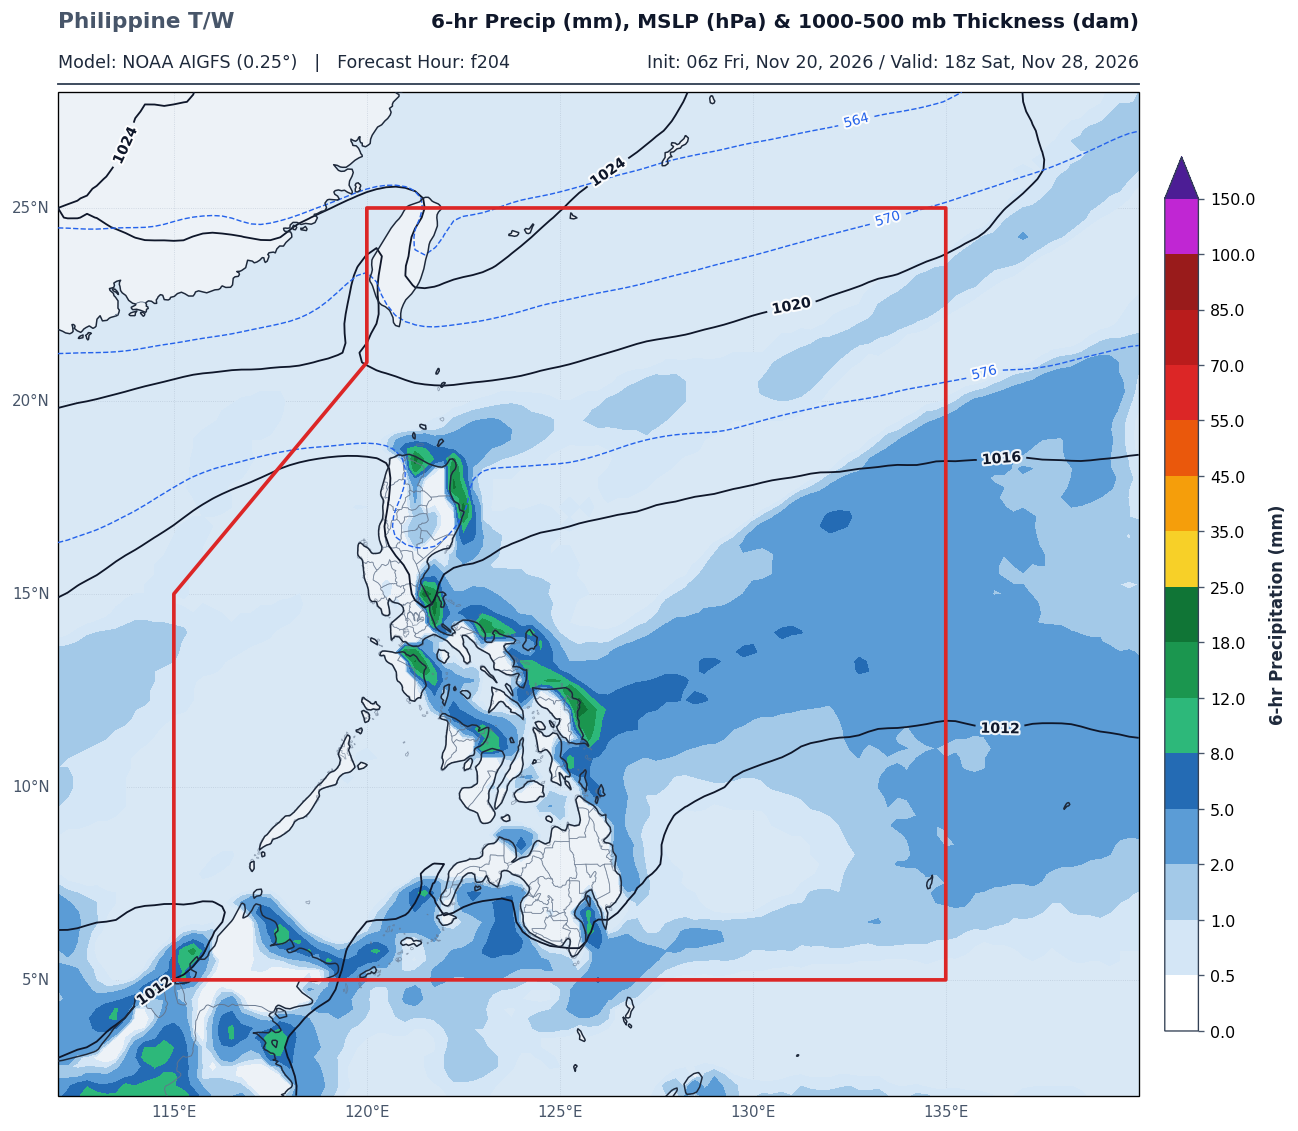 Philippine T/W
6-hr Precip (mm), MSLP (hPa) & 1000-500 mb Thickness (dam)
Model: NOAA AIGFS (0.25°) | Forecast Hour: f204
Init: 06z Fri, Nov 20, 2026 / Valid: 18z Sat, Nov 28, 2026
1024
1024
564
570
1020
576
1016
1012
1012
25°N
20°N
15°N
10°N
5°N
115°E
120°E
125°E
130°E
135°E
150.0
100.0
85.0
70.0
55.0
45.0
35.0
25.0
18.0
12.0
8.0
5.0
2.0
1.0
0.5
0.0
6-hr Precipitation (mm)